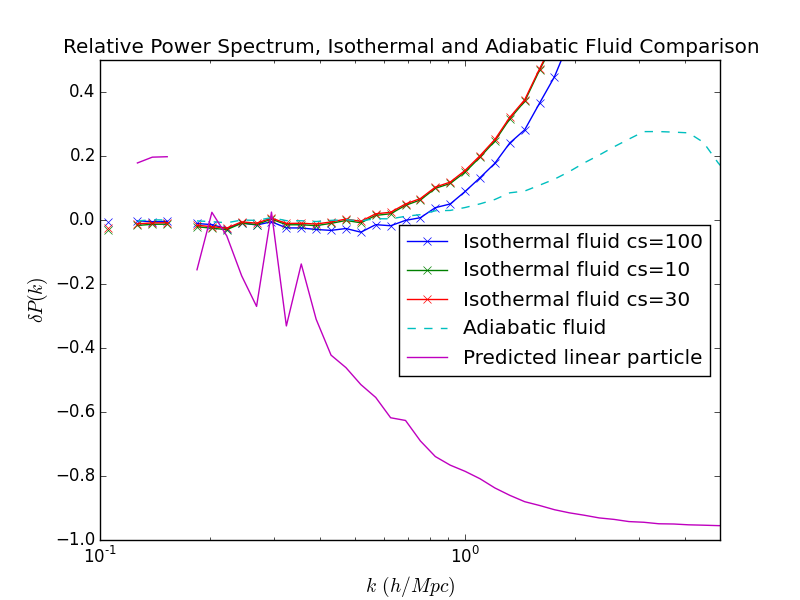 Relative Power Spectrum, Isothermal and Adiabatic Fluid Comparison
0.4
0.2
0.0
−0.2
−0.4
−0.6
−0.8
−1.0
δP(k)
Isothermal fluid cs=100
Isothermal fluid cs=10
Isothermal fluid cs=30
Adiabatic fluid
Predicted linear particle
10⁻¹ 10⁰
k (h/Mpc)